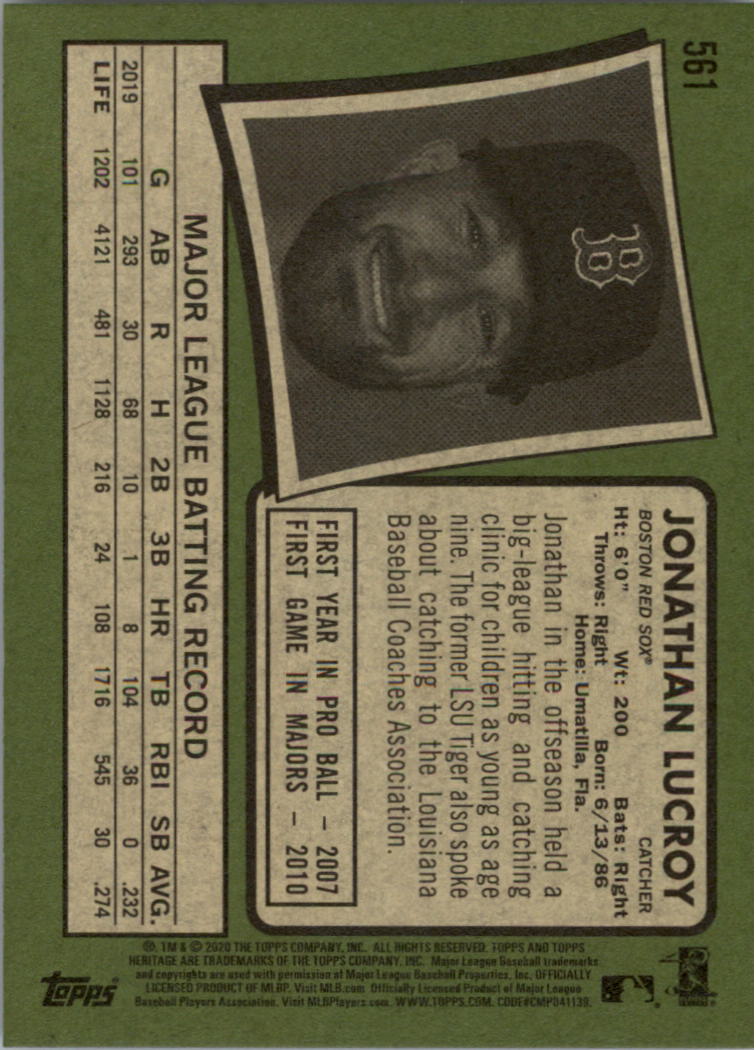 561
B
JONATHAN LUCROY
BOSTON RED SOX® CATCHER
Ht: 6'0" Wt: 200 Bats: Right
Throws: Right Born: 6/13/86
Home: Umatilla, Fla.
Jonathan in the offseason held a
big-league hitting and catching
clinic for children as young as age
nine. The former LSU Tiger also spoke
about catching to the Louisiana
Baseball Coaches Association.
FIRST YEAR IN PRO BALL – 2007
FIRST GAME IN MAJORS – 2010
MAJOR LEAGUE BATTING RECORD
G AB R H 2B 3B HR TB RBI SB AVG.
2019 101 293 30 68 10 1 8 104 36 0 .232
LIFE 1202 4121 481 1128 216 24 108 1716 545 30 .274
®, TM & © 2020 THE TOPPS COMPANY, INC. ALL RIGHTS RESERVED. TOPPS AND TOPPS
HERITAGE ARE TRADEMARKS OF THE TOPPS COMPANY, INC. Major League Baseball trademarks
and copyrights are used with permission of Major League Baseball Properties, Inc. OFFICIALLY
LICENSED PRODUCT OF MLBP. Visit MLB.com Officially Licensed Product of Major League
Baseball Players Association. Visit MLBPlayers.com. WWW.TOPPS.COM. CODE#CMP041139.
Topps®